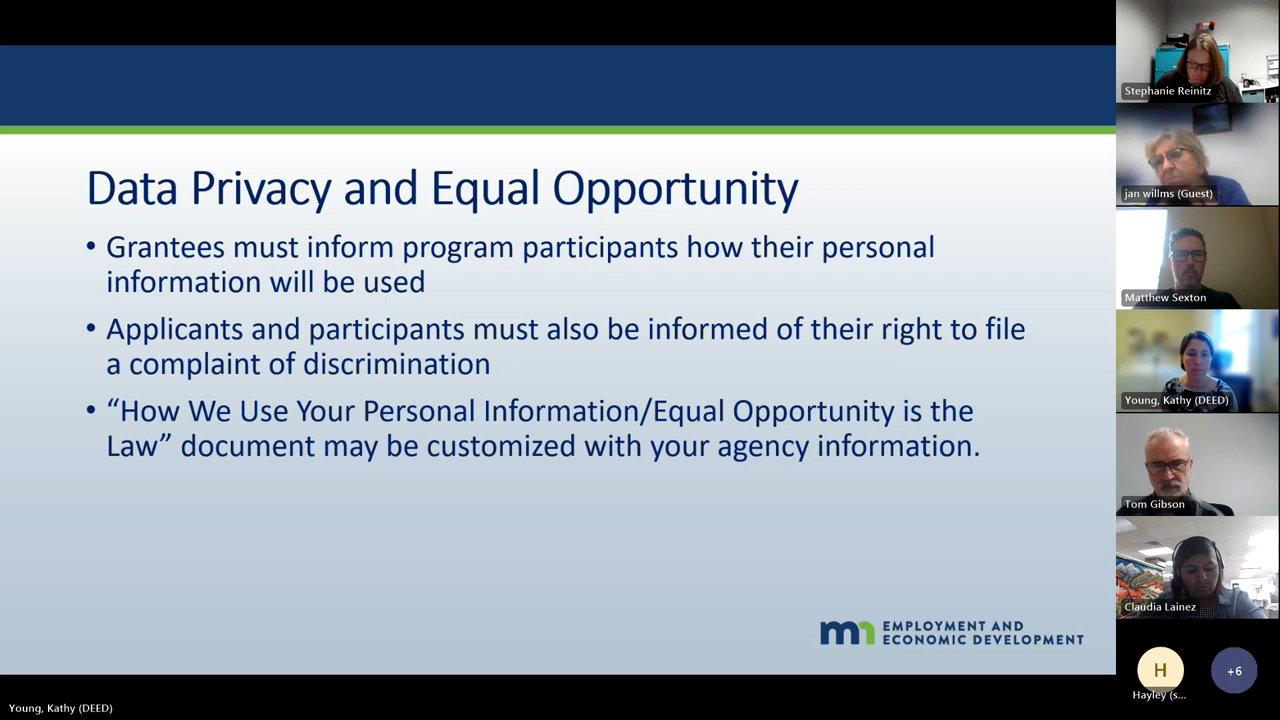 Data Privacy and Equal Opportunity
• Grantees must inform program participants how their personal
information will be used
• Applicants and participants must also be informed of their right to file
a complaint of discrimination
• “How We Use Your Personal Information/Equal Opportunity is the
Law” document may be customized with your agency information.
mn EMPLOYMENT AND
ECONOMIC DEVELOPMENT
Young, Kathy (DEED)
Stephanie Reinitz
jan willms (Guest)
Matthew Sexton
Young, Kathy (DEED)
Tom Gibson
Claudia Lainez
H
+6
Hayley (s...